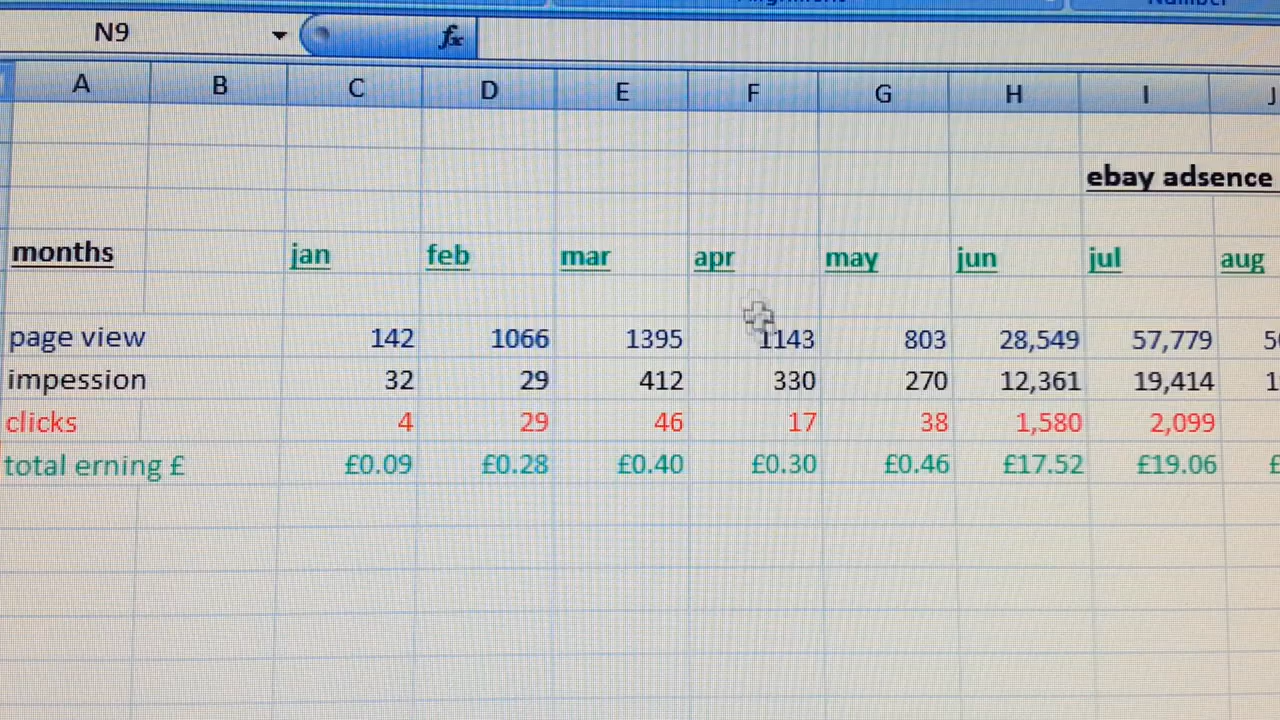 N9 fx
A B C D E F G H I J
ebay adsence
months jan feb mar apr may jun jul aug
page view 142 1066 1395 1143 803 28,549 57,779
impession 32 29 412 330 270 12,361 19,414
clicks 4 29 46 17 38 1,580 2,099
total erning £ £0.09 £0.28 £0.40 £0.30 £0.46 £17.52 £19.06 £